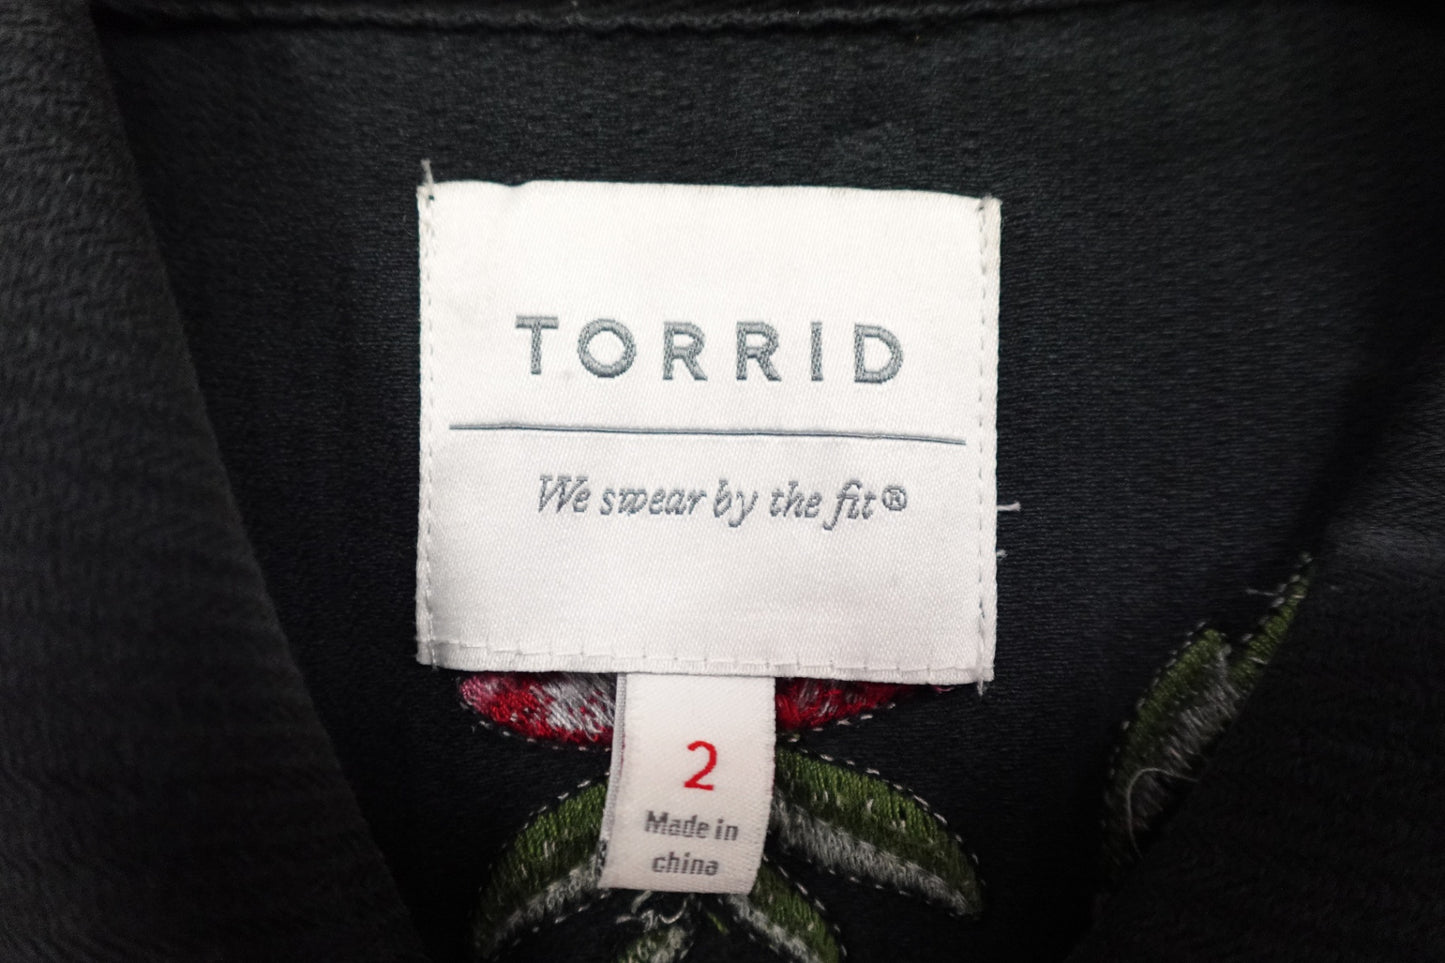 TORRID
We swear by the fit®
2
Made in
china